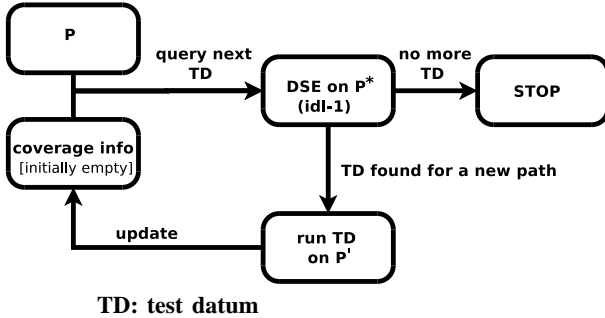 P
query next
TD
no more
TD
DSE on P*
(idl-1)
STOP
coverage info
[initially empty]
TD found for a new path
update
run TD
on P'
TD: test datum